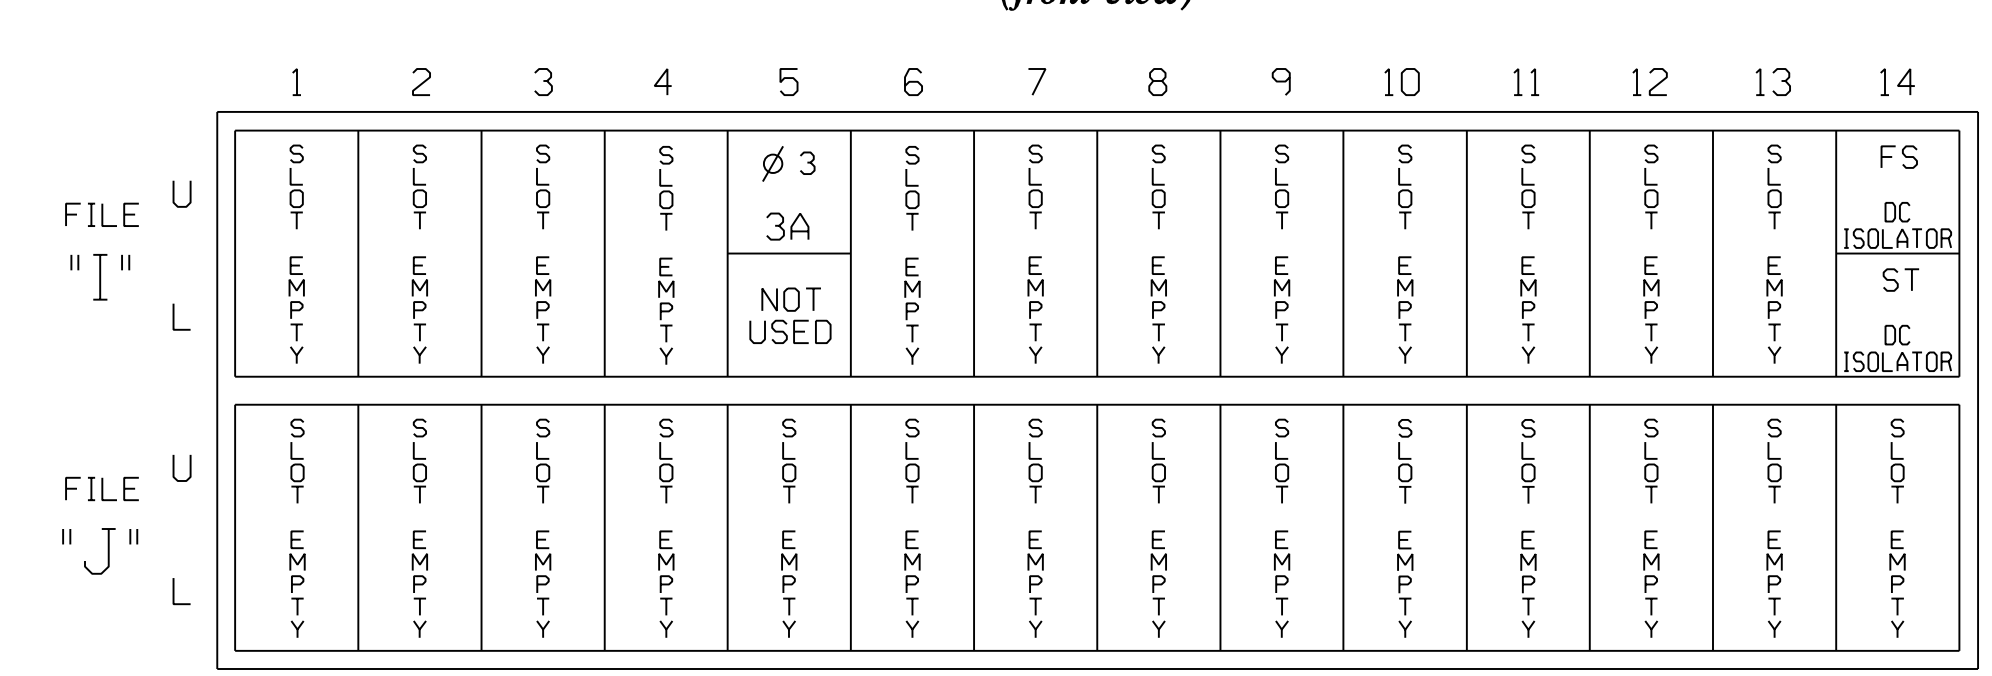 (front view)
1 2 3 4 5 6 7 8 9 10 11 12 13 14
FILE "I"
U
L
SLOT EMPTY
SLOT EMPTY
SLOT EMPTY
SLOT EMPTY
Ø 3
3A
NOT
USED
SLOT EMPTY
SLOT EMPTY
SLOT EMPTY
SLOT EMPTY
SLOT EMPTY
SLOT EMPTY
SLOT EMPTY
SLOT EMPTY
FS
DC
ISOLATOR
ST
DC
ISOLATOR
FILE "J"
U
L
SLOT EMPTY
SLOT EMPTY
SLOT EMPTY
SLOT EMPTY
SLOT EMPTY
SLOT EMPTY
SLOT EMPTY
SLOT EMPTY
SLOT EMPTY
SLOT EMPTY
SLOT EMPTY
SLOT EMPTY
SLOT EMPTY
SLOT EMPTY